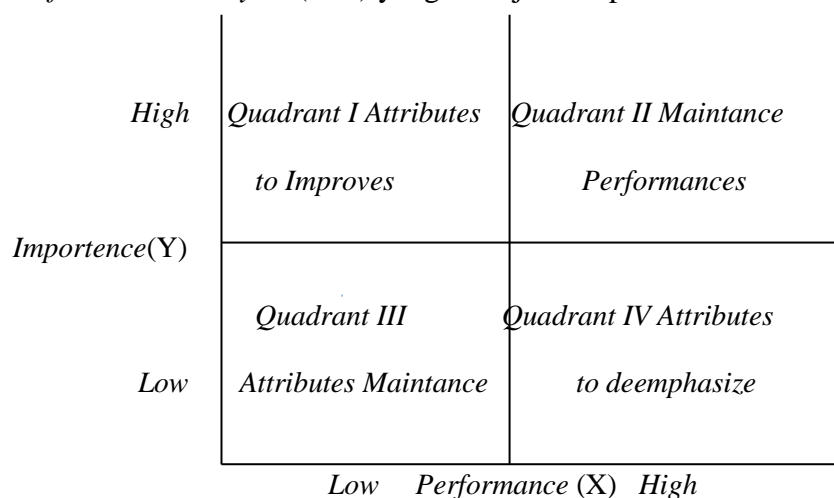 High Quadrant I Attributes Quadrant II Maintance
to Improves Performances
Importence(Y)
Quadrant III Quadrant IV Attributes
Low Attributes Maintance to deemphasize
Low Performance (X) High